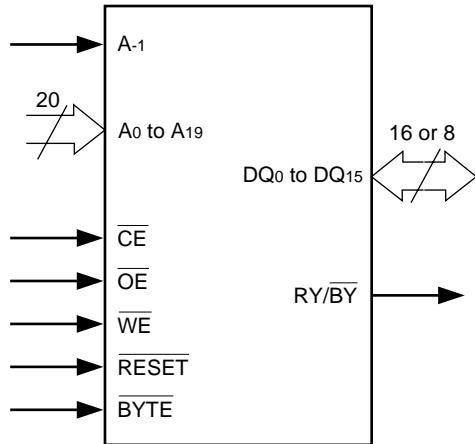 A-1
20
A0 to A19
16 or 8
DQ0 to DQ15
CE
OE
RY/BY
WE
RESET
BYTE